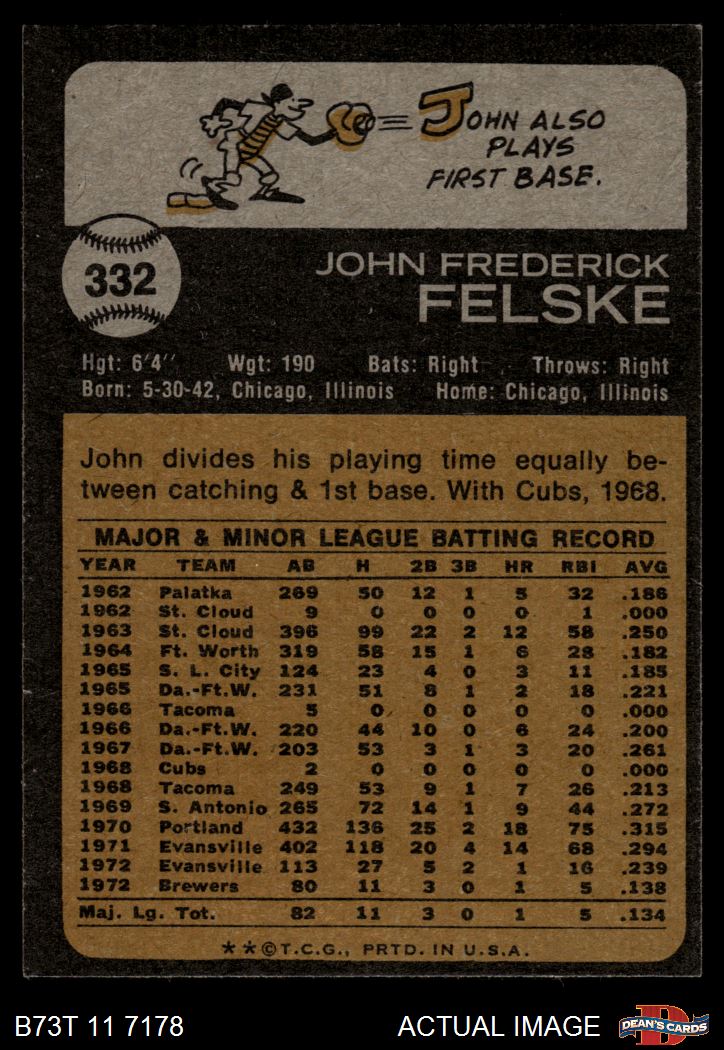 JOHN ALSO
PLAYS
FIRST BASE.
332
JOHN FREDERICK
FELSKE
Hgt: 6'4" Wgt: 190 Bats: Right Throws: Right
Born: 5-30-42, Chicago, Illinois Home: Chicago, Illinois
John divides his playing time equally be-
tween catching & 1st base. With Cubs, 1968.
MAJOR & MINOR LEAGUE BATTING RECORD
YEAR TEAM AB H 2B 3B HR RBI AVG
1962 Palatka 269 50 12 1 5 32 .186
1962 St. Cloud 9 0 0 0 0 1 .000
1963 St. Cloud 396 99 22 2 12 58 .250
1964 Ft. Worth 319 58 15 1 6 28 .182
1965 S. L. City 124 23 4 0 3 11 .185
1965 Da.-Ft.W. 231 51 8 1 2 18 .221
1966 Tacoma 5 0 0 0 0 0 .000
1966 Da.-Ft.W. 220 44 10 0 6 24 .200
1967 Da.-Ft.W. 203 53 3 1 3 20 .261
1968 Cubs 2 0 0 0 0 0 .000
1968 Tacoma 249 53 9 1 7 26 .213
1969 S. Antonio 265 72 14 1 9 44 .272
1970 Portland 432 136 25 2 18 75 .315
1971 Evansville 402 118 20 4 14 68 .294
1972 Evansville 113 27 5 2 1 16 .239
1972 Brewers 80 11 3 0 1 5 .138
Maj. Lg. Tot. 82 11 3 0 1 5 .134
**©T.C.G., PRTD. IN U.S.A.
B73T 11 7178 ACTUAL IMAGE D DEAN'S CARDS